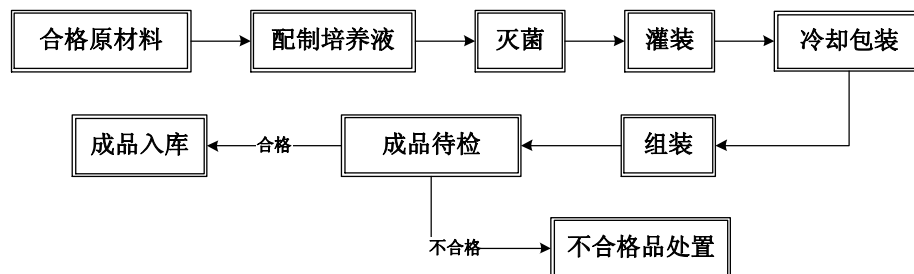 合格原材料
配制培养液
灭菌
灌装
冷却包装
组装
成品待检
合格
成品入库
不合格
不合格品处置